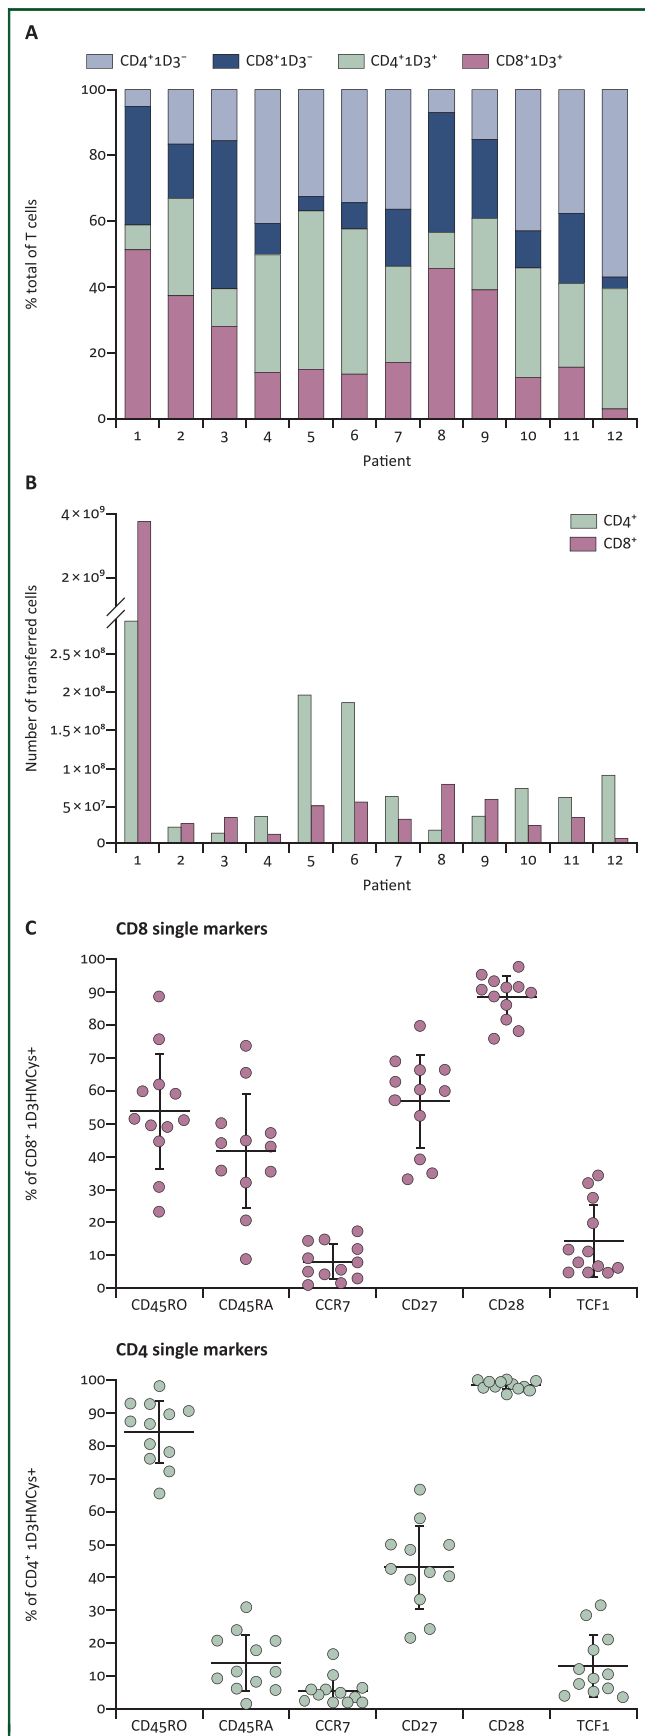 A
CD4⁺1D3⁻ CD8⁺1D3⁻ CD4⁺1D3⁺ CD8⁺1D3⁺
% total of T cells
100
80
60
40
20
0
1 2 3 4 5 6 7 8 9 10 11 12
Patient
B
CD4⁺
CD8⁺
Number of transferred cells
4×10⁹
2×10⁹
2.5×10⁸
2×10⁸
1.5×10⁸
1×10⁸
5×10⁷
0
1 2 3 4 5 6 7 8 9 10 11 12
Patient
C CD8 single markers
% of CD8⁺ 1D3HMCys+
100
90
80
70
60
50
40
30
20
10
0
CD45RO CD45RA CCR7 CD27 CD28 TCF1
CD4 single markers
% of CD4⁺ 1D3HMCys+
100
90
80
70
60
50
40
30
20
10
0
CD45RO CD45RA CCR7 CD27 CD28 TCF1